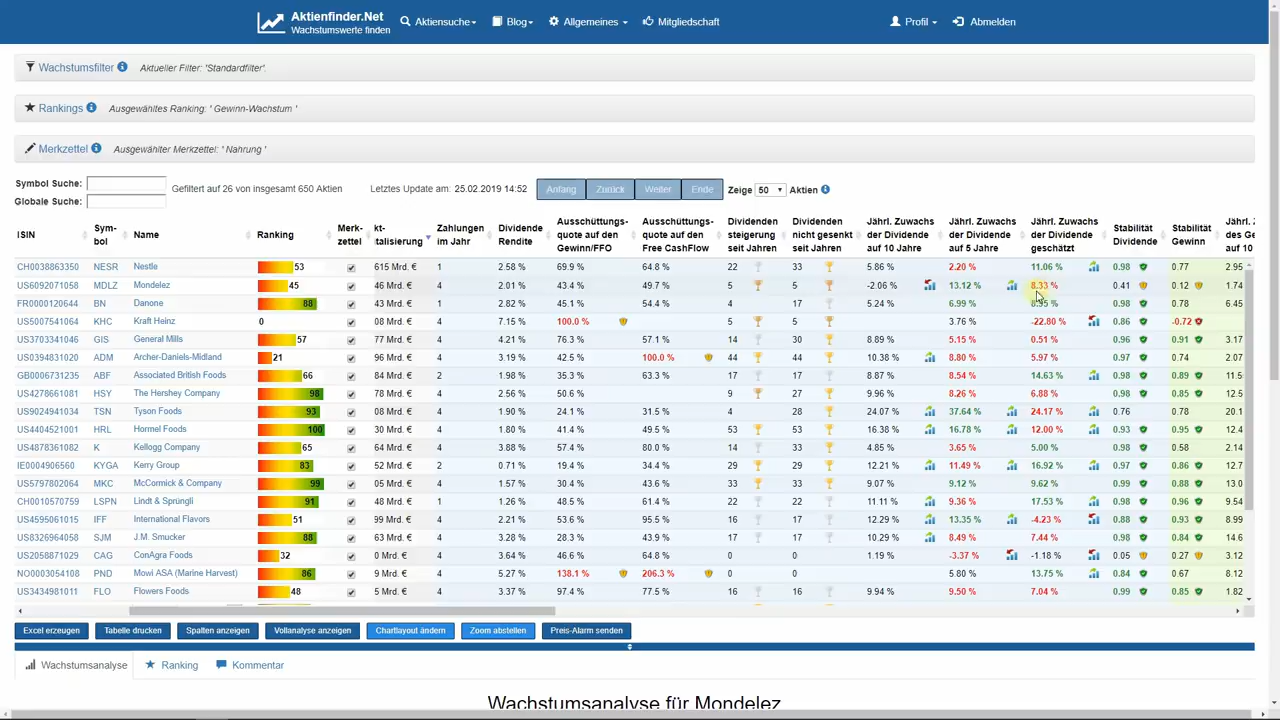 Aktienfinder.Net
Wachstumswerte finden
Aktiensuche Blog Allgemeines Mitgliedschaft Profil Abmelden
Wachstumsfilter Aktueller Filter: 'Standardfilter'.
Rankings Ausgewähltes Ranking: ' Gewinn-Wachstum '
Merkzettel Ausgewählter Merkzettel: ' Nahrung '
Symbol Suche: Gefiltert auf 26 von insgesamt 650 Aktien Letztes Update am: 25.02.2019 14:52 Anfang Zurück Weiter Ende Zeige 50 Aktien
Globale Suche:
Ausschüttungs- Ausschüttungs- Dividenden Dividenden Jährl. Zuwachs Jährl. Zuwachs Jährl. Zuwachs Jährl. Z
ISIN Sym- Name Ranking Merk- kt- Dividende Zahlungen quote auf den quote auf den steigerung nicht gesenkt der Dividende der Dividende der Dividende Stabilität Stabilität des Ge
bol zettel talisierung Rendite im Jahr Gewinn/FFO Free CashFlow seit Jahren seit Jahren auf 10 Jahre auf 5 Jahre geschätzt Dividende Gewinn auf 10
CH0038863350 NESR Nestle 53 615 Mrd. € 1 2.58 % 69.9 % 64.8 % 22 33 5.86 % 2.20 % 11.06 % 0.98 0.77 2.95
US6092071058 MDLZ Mondelez 45 46 Mrd. € 4 2.01 % 43.4 % 49.7 % 5 5 -2.06 % 13.12 % 8.33 % 0.41 0.12 1.74
FR0000120644 BN Danone 88 43 Mrd. € 1 2.82 % 45.1 % 54.4 % 4 17 5.24 % 6.99 % 0.98 0.78 6.45
US5007541064 KHC Kraft Heinz 0 08 Mrd. € 4 7.15 % 100.0 % 5 5 3.76 % -22.80 % 0.86 -0.72
US3703341046 GIS General Mills 57 77 Mrd. € 4 4.21 % 76.3 % 57.1 % 14 30 8.89 % 5.15 % 0.51 % 0.96 0.91 3.17
US0394831020 ADM Archer-Daniels-Midland 21 96 Mrd. € 4 3.19 % 42.5 % 100.0 % 44 44 10.38 % 8.80 % 5.97 % 0.97 0.74 2.07
GB0006731235 ABF Associated British Foods 66 84 Mrd. € 2 1.98 % 35.3 % 63.3 % 17 17 8.87 % 8.54 % 14.63 % 0.98 0.89 11.5
US4278661081 HSY The Hershey Company 98 08 Mrd. € 4 2.78 % 50.6 % 9 27 9.96 % 8.26 % 6.88 % 0.98 0.85 12.5
US9024941034 TSN Tyson Foods 93 08 Mrd. € 4 1.90 % 24.1 % 31.5 % 4 28 24.07 % 37.64 % 24.17 % 0.76 0.78 20.1
US4404521001 HRL Hormel Foods 100 30 Mrd. € 4 1.80 % 41.4 % 49.5 % 53 53 16.38 % 16.78 % 12.00 % 0.93 0.95 12.4
US4878361082 K Kellogg Company 65 24 Mrd. € 4 3.88 % 57.4 % 80.0 % 14 33 4.85 % 3.65 % 5.00 % 0.98 0.58 2.14
IE0004906560 KYGA Kerry Group 83 52 Mrd. € 2 0.71 % 19.4 % 34.4 % 29 29 12.21 % 11.49 % 16.92 % 0.97 0.86 12.7
US5797802064 MKC McCormick & Company 99 05 Mrd. € 4 1.57 % 30.4 % 43.6 % 33 33 9.07 % 9.12 % 9.62 % 0.99 0.88 13.0
CH0010570759 LSPN Lindt & Sprüngli 91 48 Mrd. € 1 1.26 % 48.5 % 61.4 % 22 22 11.11 % 9.36 % 17.53 % 0.98 0.96 9.54
US4595061015 IFF International Flavors 51 99 Mrd. € 4 2.21 % 53.6 % 95.5 % 16 17 12.29 % 13.35 % -4.23 % 0.88 0.93 8.99
US8326964058 SJM J.M. Smucker 88 63 Mrd. € 4 3.28 % 28.3 % 43.9 % 17 17 10.29 % 8.49 % 7.44 % 0.98 0.84 14.6
US2058871029 CAG ConAgra Foods 32 0 Mrd. € 4 3.64 % 46.6 % 64.8 % 0 0 1.19 % -3.37 % -1.18 % 0.05 0.27 3.12
NO0003054108 PND Mowi ASA (Marine Harvest) 86 9 Mrd. € 4 5.27 % 138.1 % 206.3 % 0 0 5.80 % 13.75 % 0.84 0.67 8.12
US3434981011 FLO Flowers Foods 48 5 Mrd. € 4 3.40 % 97.4 % 77.5 % 16 16 9.94 % 9.50 % 7.04 % 0.99 0.85 1.82
Excel erzeugen Tabelle drucken Spalten anzeigen Vollanalyse anzeigen Chartlayout ändern Zoom abstellen Preis-Alarm senden
Wachstumsanalyse Ranking Kommentar
Wachstumsanalyse für Mondelez